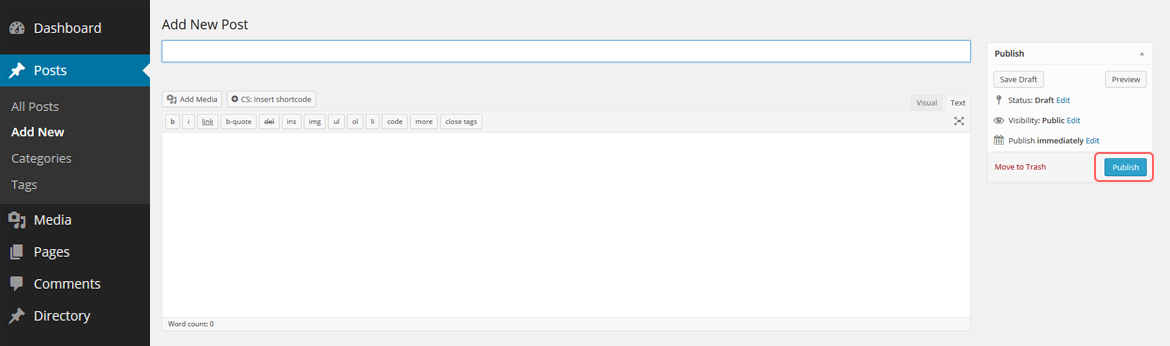 Dashboard
Posts
All Posts
Add New
Categories
Tags
Media
Pages
Comments
Directory
Add New Post
Add Media
CS: Insert shortcode
Visual
Text
b
i
link
b-quote
del
ins
img
ul
ol
li
code
more
close tags
Word count: 0
Publish
Save Draft
Preview
Status: Draft Edit
Visibility: Public Edit
Publish immediately Edit
Move to Trash
Publish